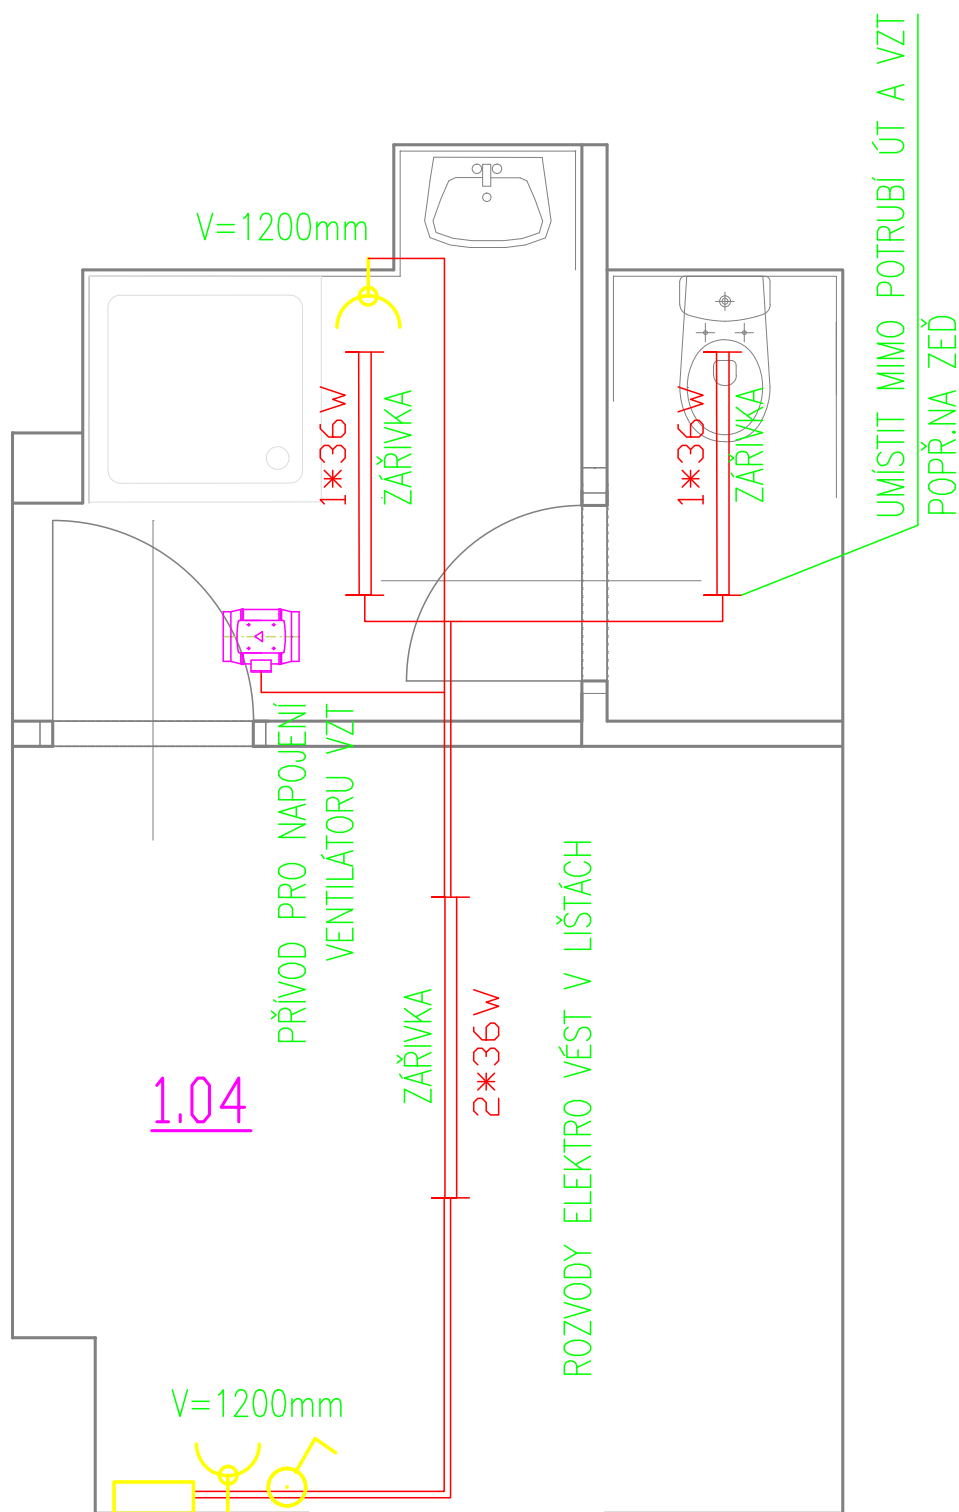 V=1200mm
1*36W
ZÁŘIVKA
1*36W
ZÁŘIVKA
UMÍSTIT MIMO POTRUBÍ ÚT A VZT
POPŘ.NA ZEĎ
PŘÍVOD PRO NAPOJENÍ
VENTILÁTORU VZT
ZÁŘIVKA
2*36W
ROZVODY ELEKTRO VÉST V LIŠTÁCH
1.04
V=1200mm